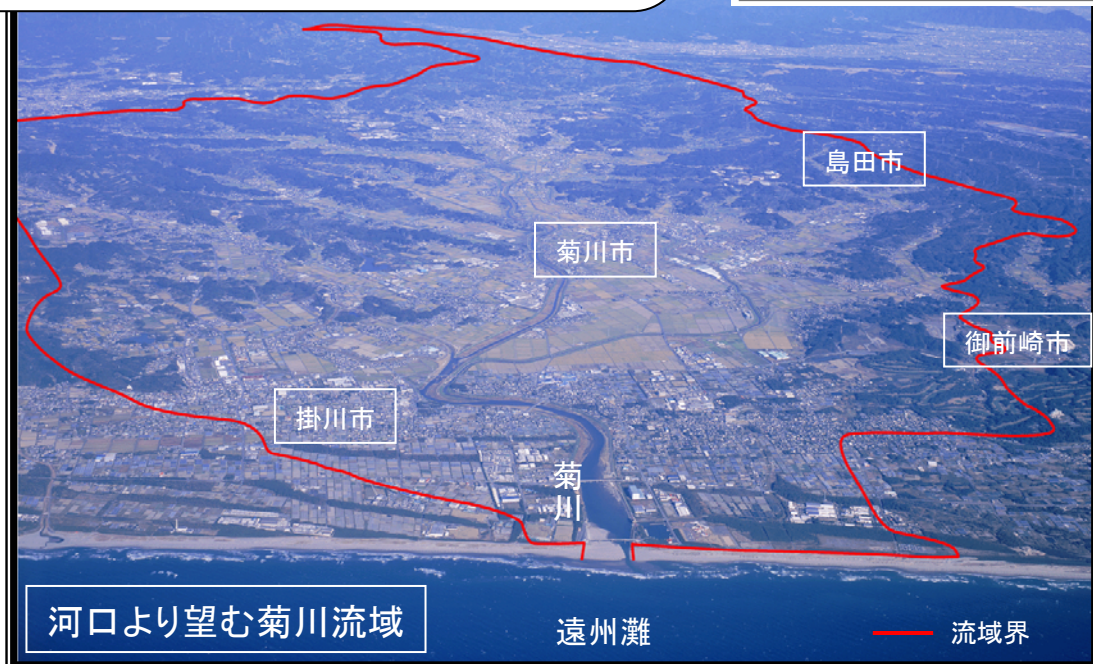 島田市
菊川市
御前崎市
掛川市
菊川
河口より望む菊川流域
遠州灘
流域界